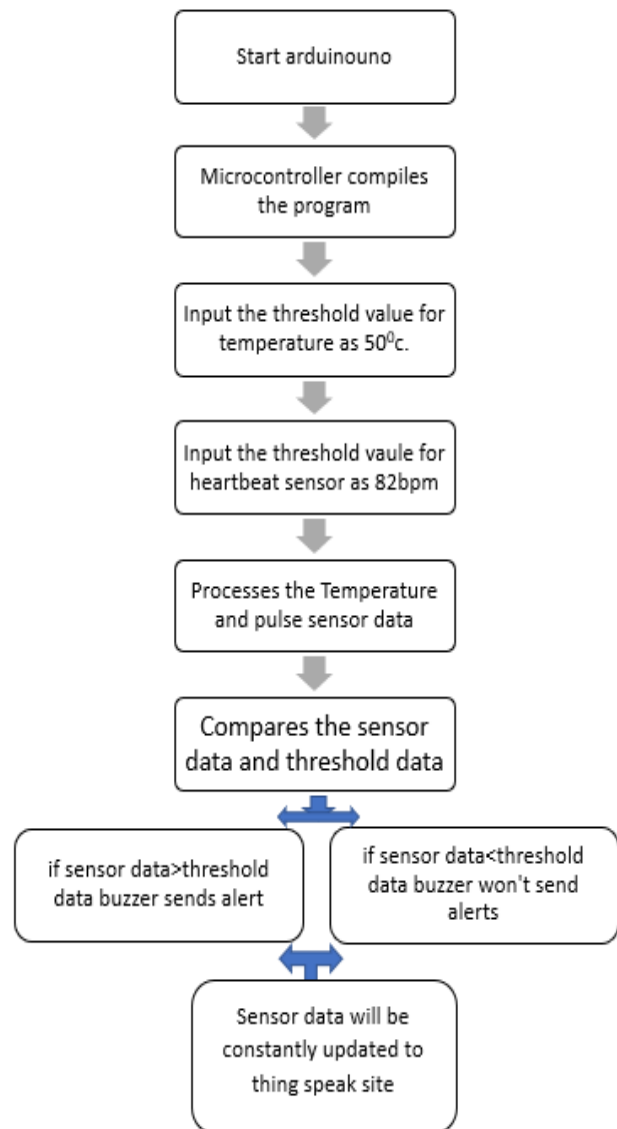 Start arduinouno
Microcontroller compiles
the program
Input the threshold value for
temperature as 50⁰c.
Input the threshold vaule for
heartbeat sensor as 82bpm
Processes the Temperature
and pulse sensor data
Compares the sensor
data and threshold data
if sensor data>threshold
data buzzer sends alert
if sensor data<threshold
data buzzer won't send
alerts
Sensor data will be
constantly updated to
thing speak site